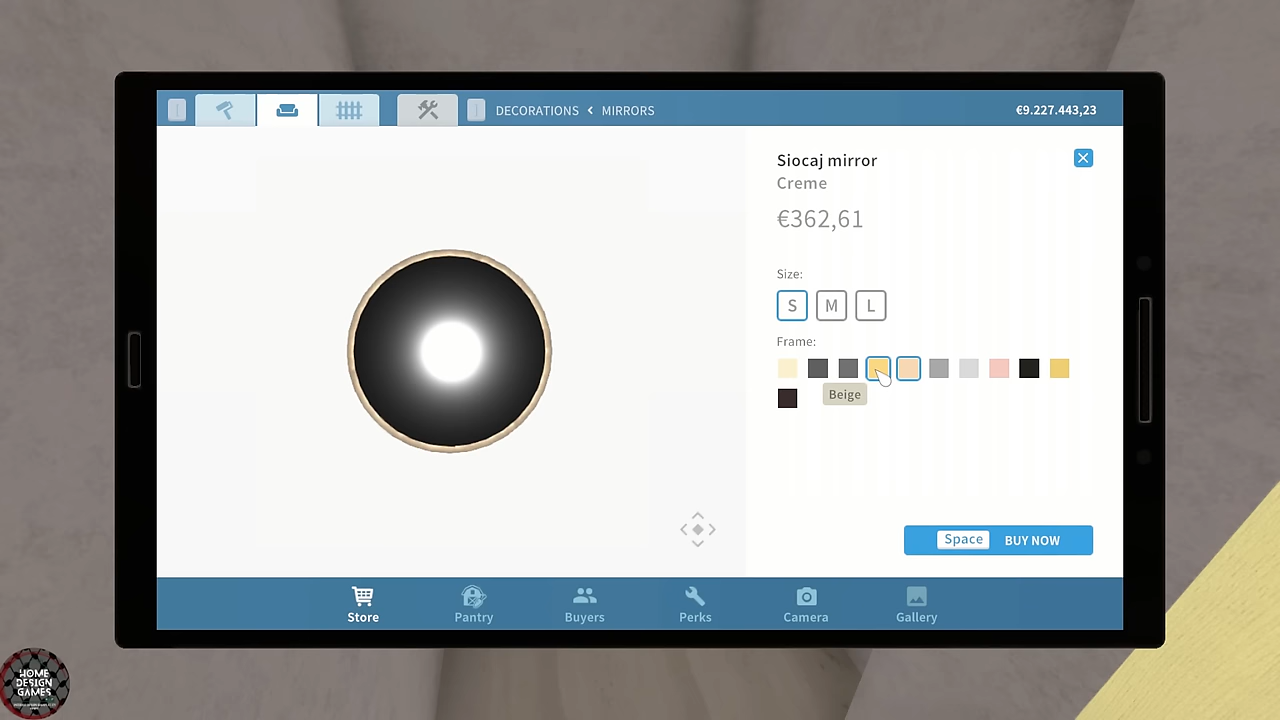 DECORATIONS < MIRRORS
€9.227.443,23
Siocaj mirror
Creme
€362,61
Size:
S M L
Frame:
Beige
Space BUY NOW
Store Pantry Buyers Perks Camera Gallery
HOME
DESIGN
GAMES